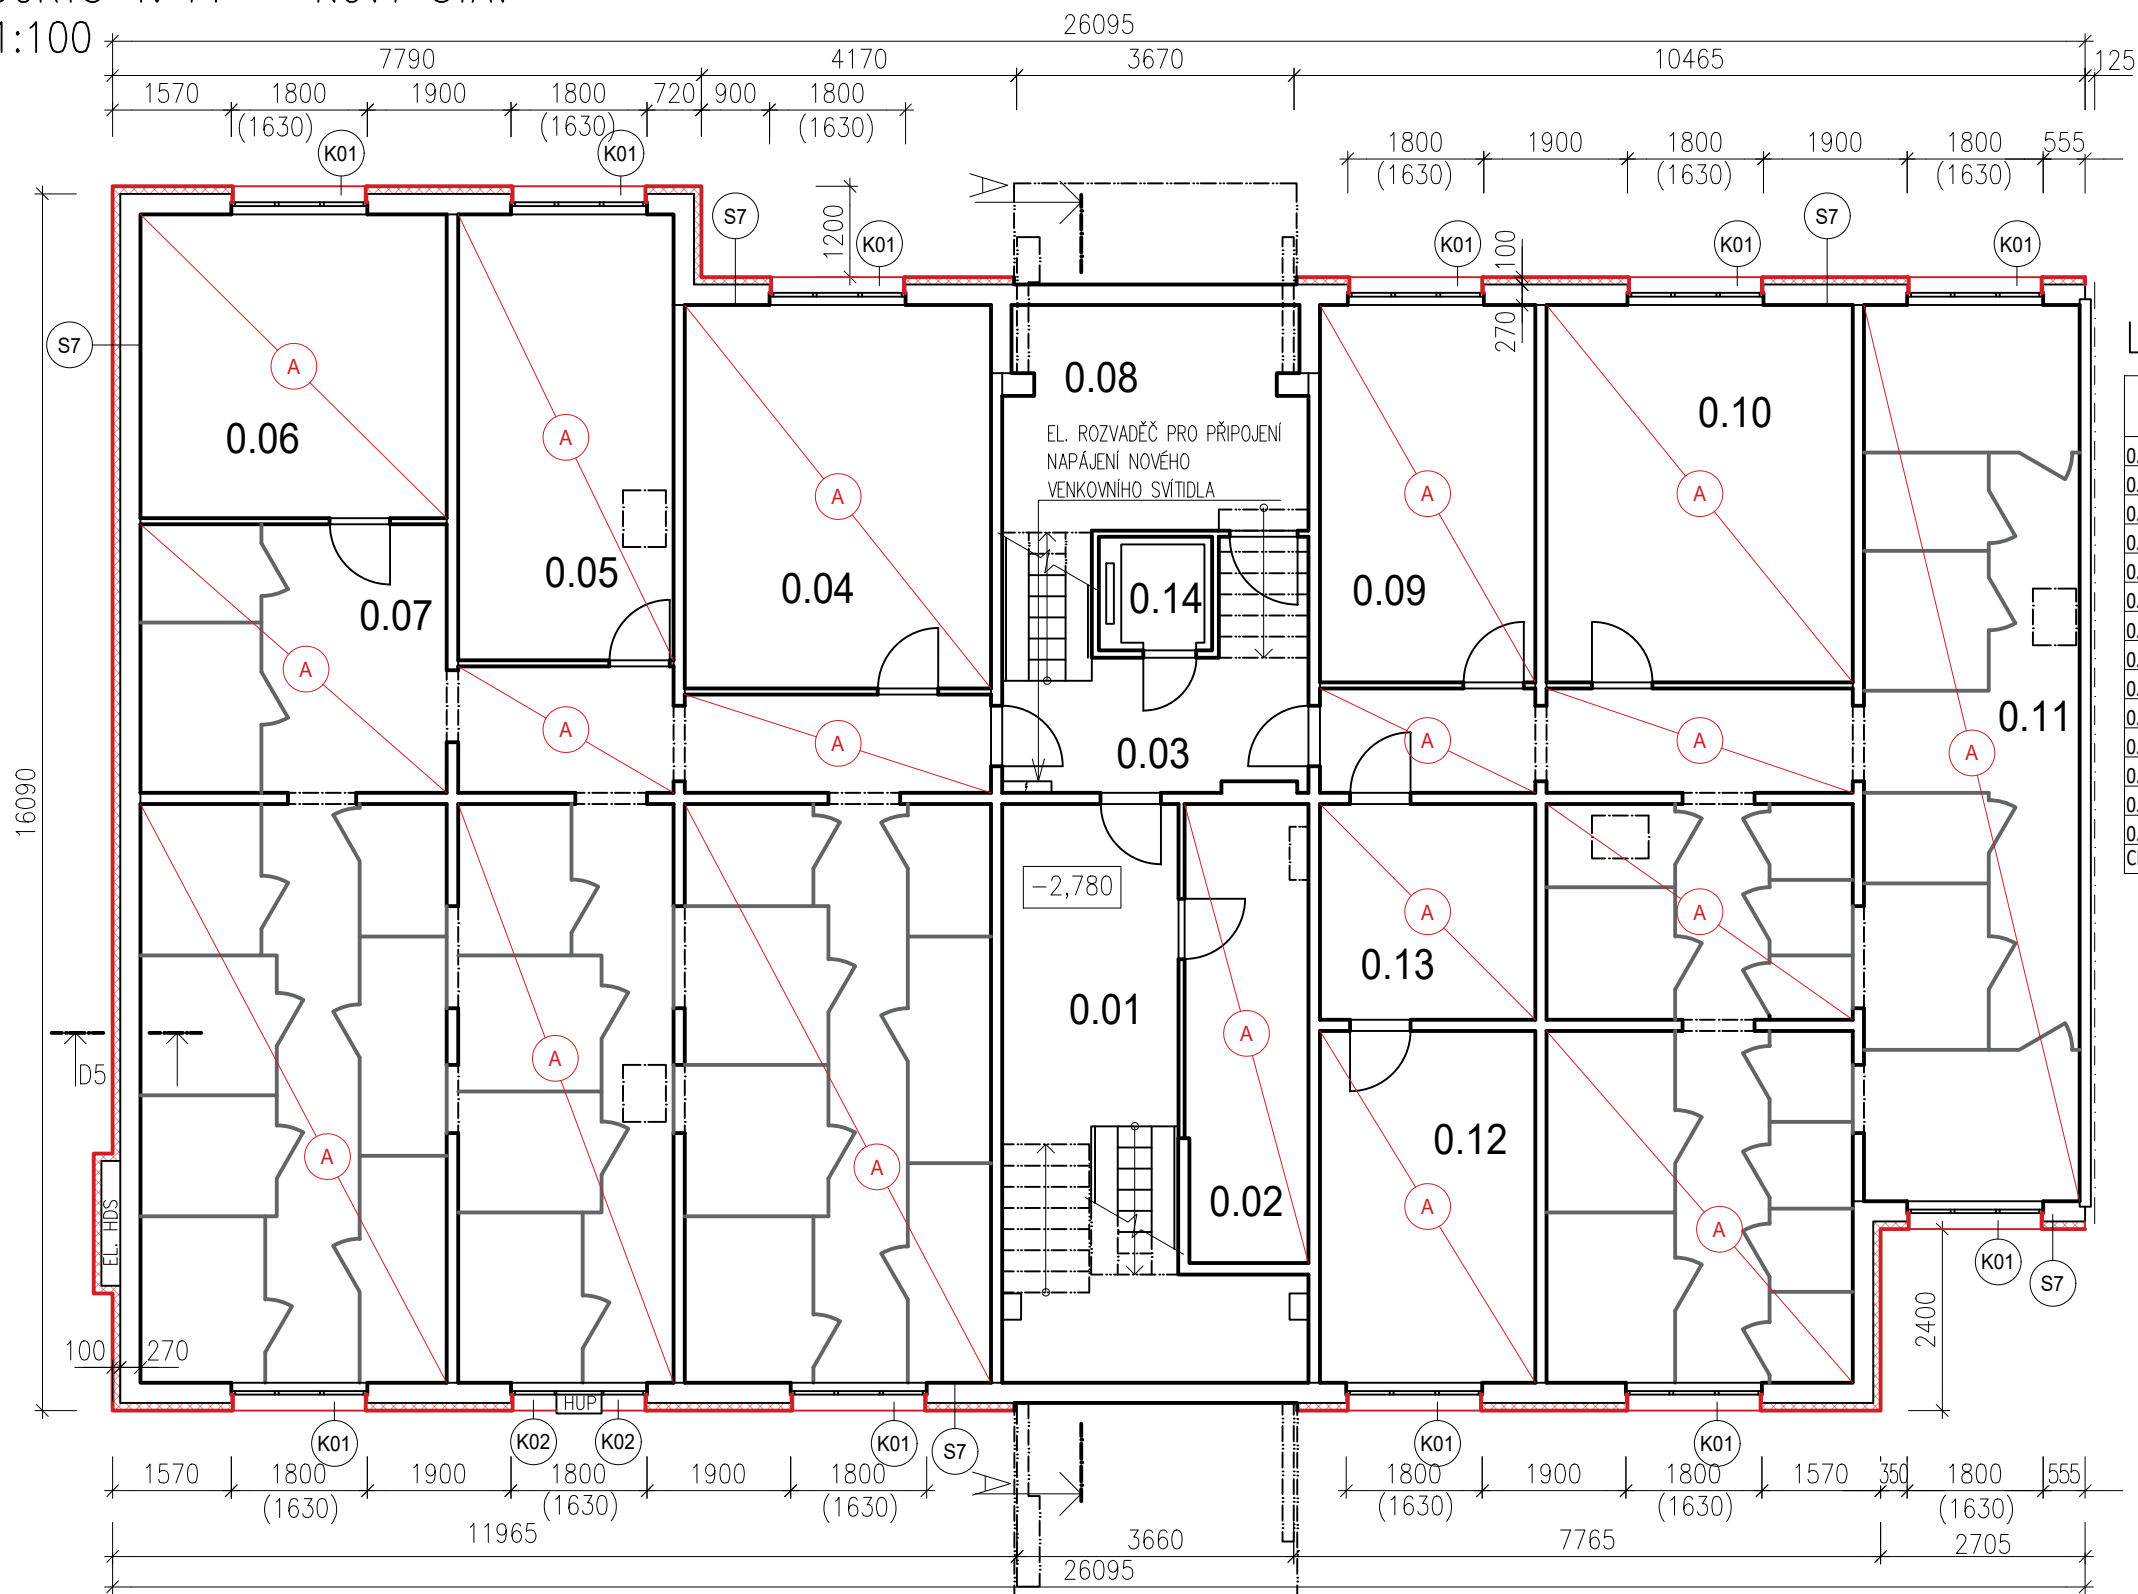 1:100
26095
7790 4170 3670 10465 125
1570 1800 1900 1800 720 900 1800
(1630) (1630) (1630)
1800 1900 1800 1900 1800 555
(1630) (1630) (1630)
K01 K01
A
S7 1200 K01 K01 100 K01 S7 K01
270
S7
A A A A A
0.06 0.05 0.04 0.08 0.09 0.10
EL. ROZVADĚČ PRO PŘIPOJENÍ
NAPÁJENÍ NOVÉHO
VENKOVNÍHO SVÍTIDLA
0.07 0.14 0.11
A A A A A A
0.03
16090
-2,780
A A
0.13
0.01
A A
D5
A A A A
0.12
0.02
EL. HDS
100 270
HUP
2400
K01 S7
K01 K02 K02 K01 S7 K01 K01
A
1570 1800 1900 1800 1900 1800
(1630) (1630) (1630)
1800 1900 1800 1570 350 1800 555
(1630) (1630) (1630)
11965 3660 7765 2705
26095